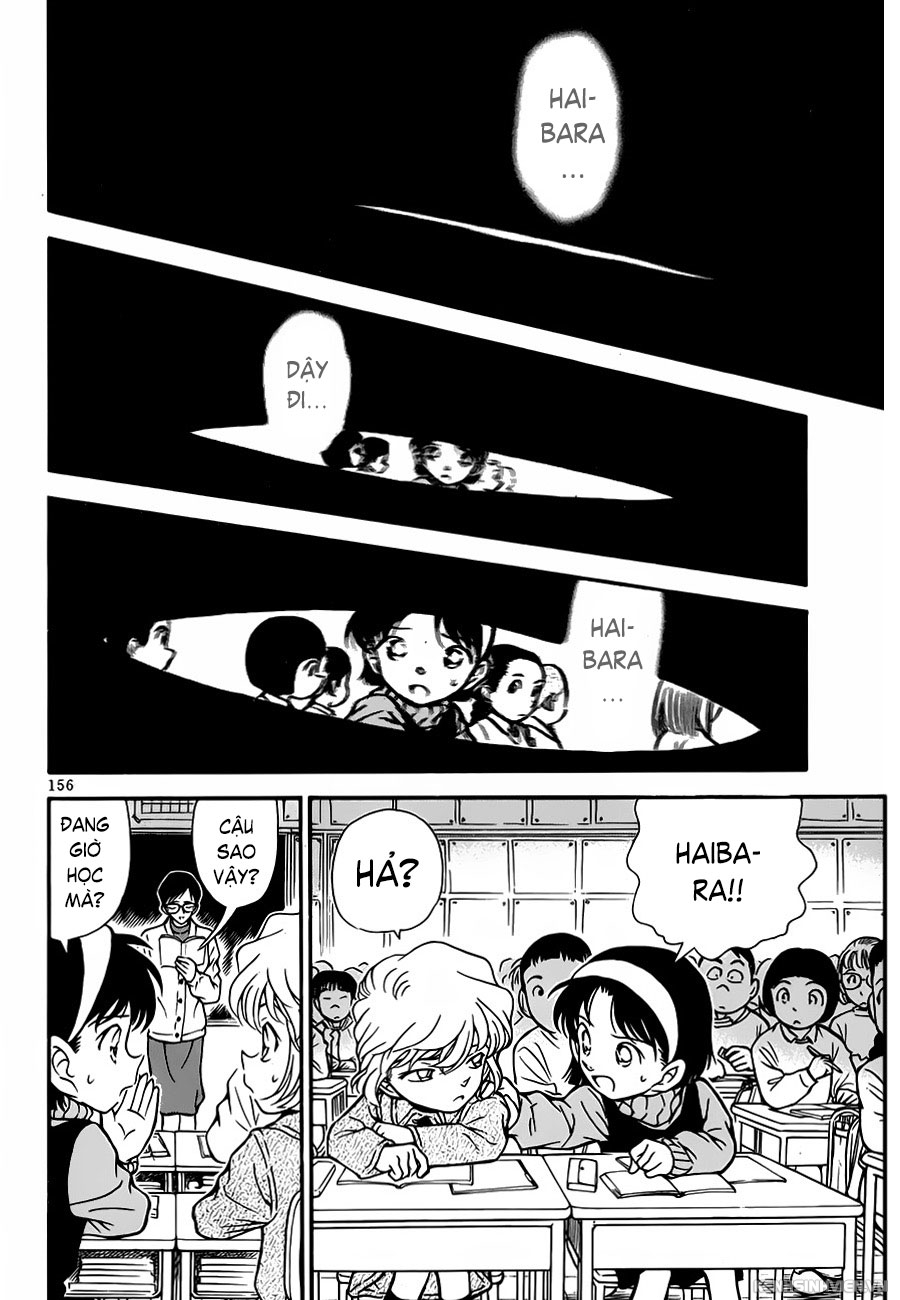 HAI-
BARA
...
DẬY
ĐI...
HAI-
BARA
...
156
HAIBA-
RA!!
HẢ?
CẬU
SAO
VẬY?
ĐANG
GIỜ
HỌC
MÀ?